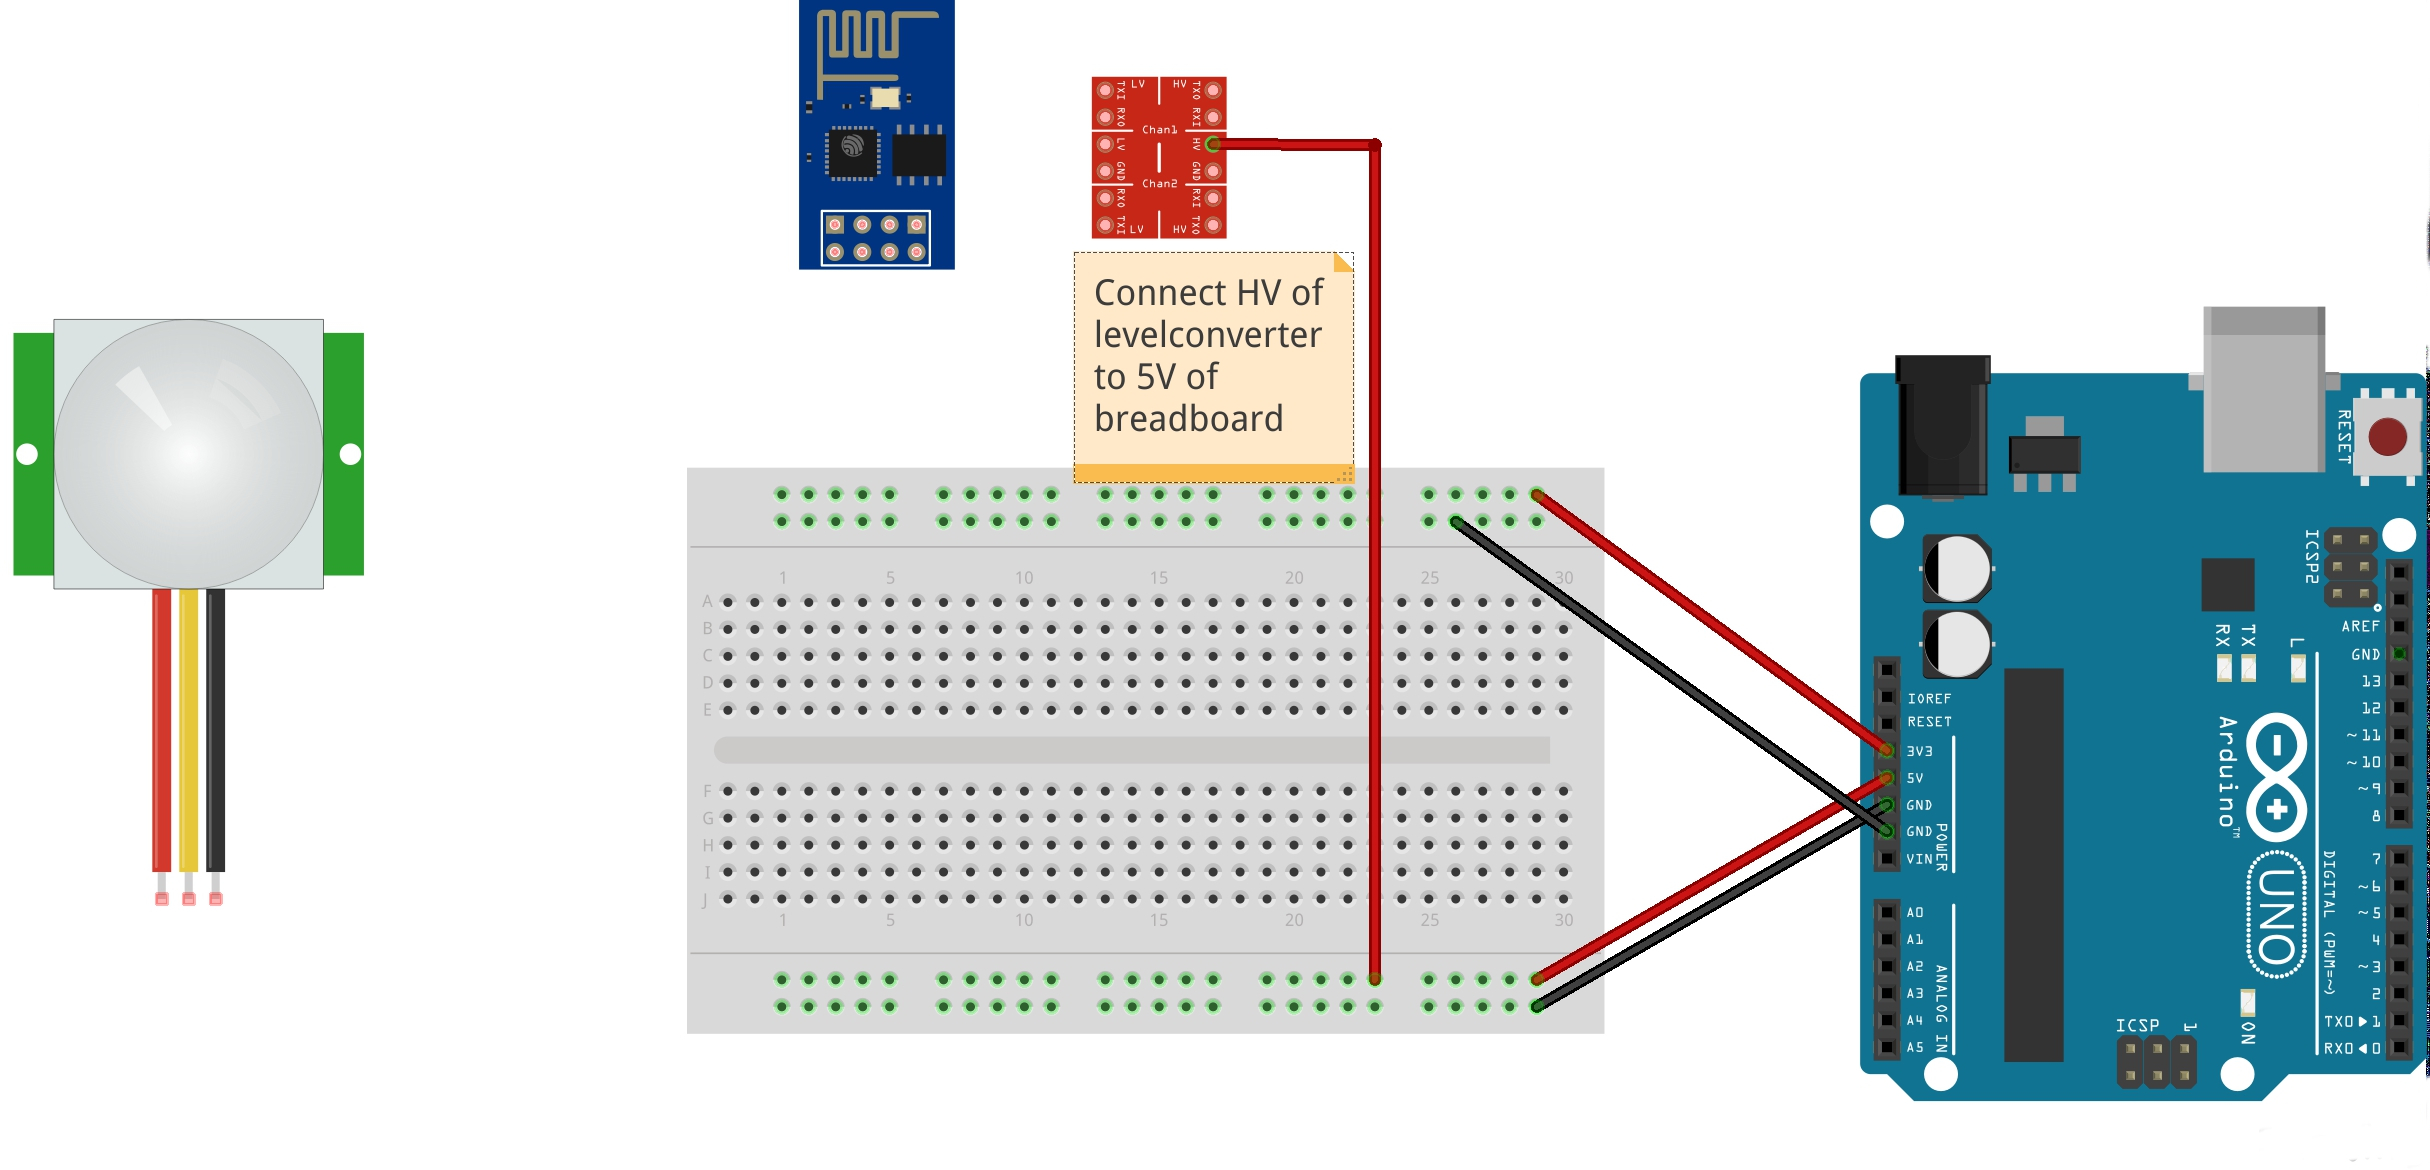 LV HV
TXI TXO
RXO RXI
Chan1
LV HV
GND GND
Chan2
RXO RXI
TXI TXO
LV HV
Connect HV of
levelconverter
to 5V of
breadboard
1 5 10 15 20 25 30
A
B
C
D
E
F
G
H
I
J
1 5 10 15 20 25 30
RESET
ICSP2
IOREF
RESET
3V3
5V
GND
GND
VIN
POWER
A0
A1
A2
A3
A4
A5
ANALOG IN
RX
TX
L
Arduino™
UNO
AREF
GND
13
12
~11
~10
~9
8
7
~6
~5
4
~3
2
TX0▶1
RX0◀0
DIGITAL (PWM=~)
ICSP 1
ON